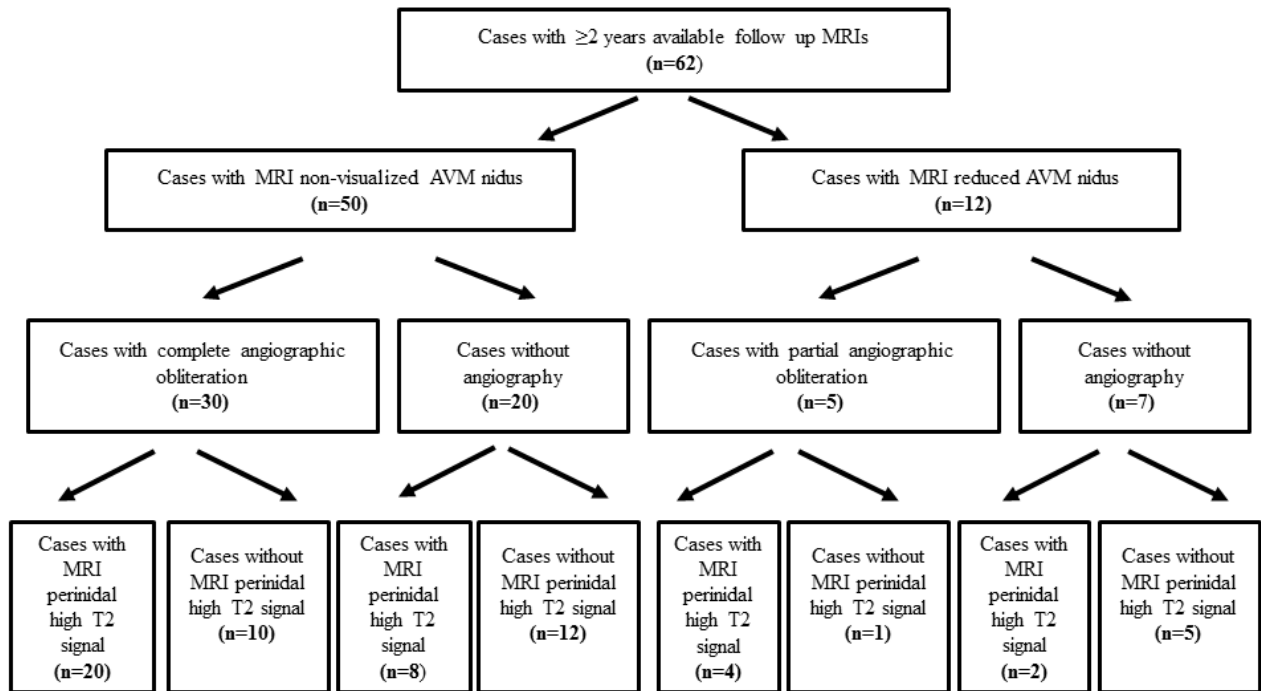 Cases with ≥2 years available follow up MRIs
(n=62)
Cases with MRI non-visualized AVM nidus
(n=50)
Cases with MRI reduced AVM nidus
(n=12)
Cases with complete angiographic
obliteration
(n=30)
Cases without
angiography
(n=20)
Cases with partial angiographic
obliteration
(n=5)
Cases without
angiography
(n=7)
Cases with
MRI
perinidal
high T2
signal
(n=20)
Cases without
MRI perinidal
high T2 signal
(n=10)
Cases with
MRI
perinidal
high T2
signal
(n=8)
Cases without
MRI perinidal
high T2 signal
(n=12)
Cases with
MRI
perinidal
high T2
signal
(n=4)
Cases without
MRI perinidal
high T2 signal
(n=1)
Cases with
MRI
perinidal
high T2
signal
(n=2)
Cases without
MRI perinidal
high T2 signal
(n=5)